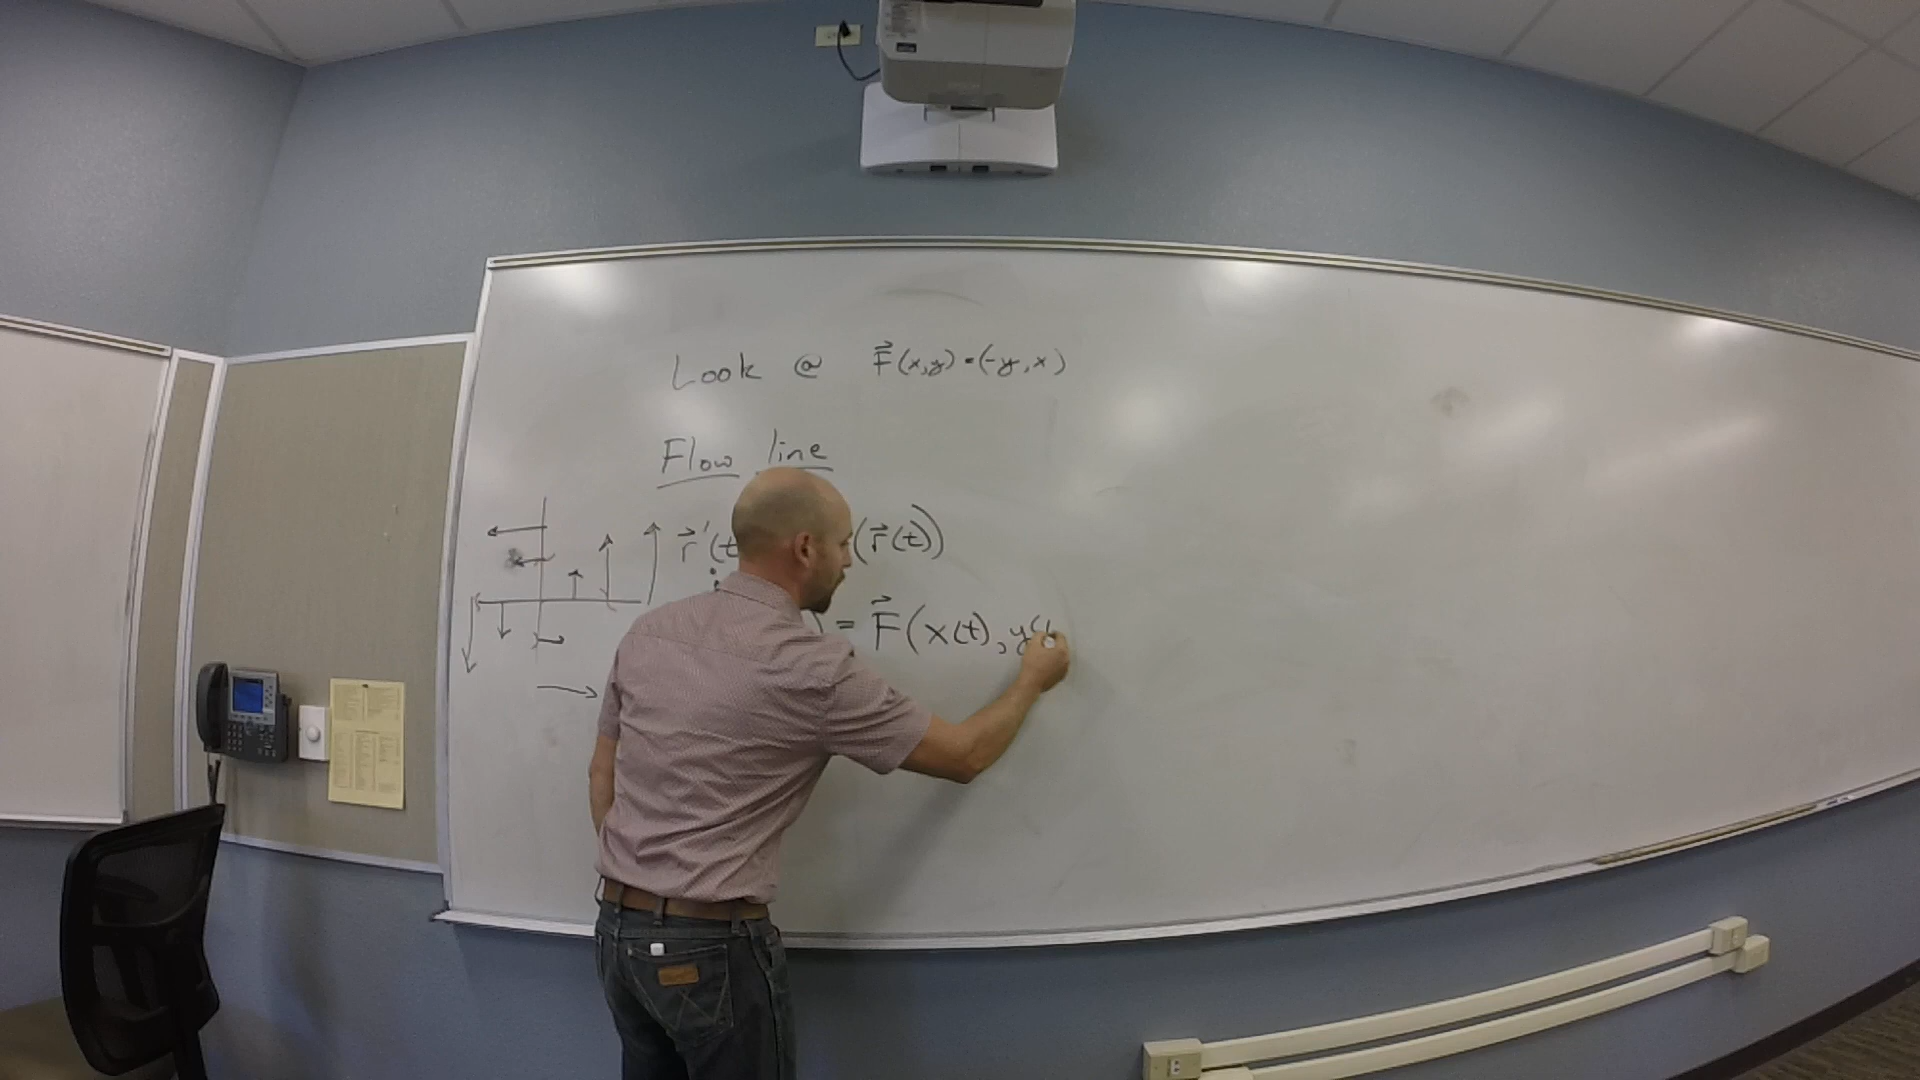 Look @ F⃗(x,y) = (-y, x)
Flow line
r⃗'(t (r⃗(t))
) = F⃗(x(t), y(t